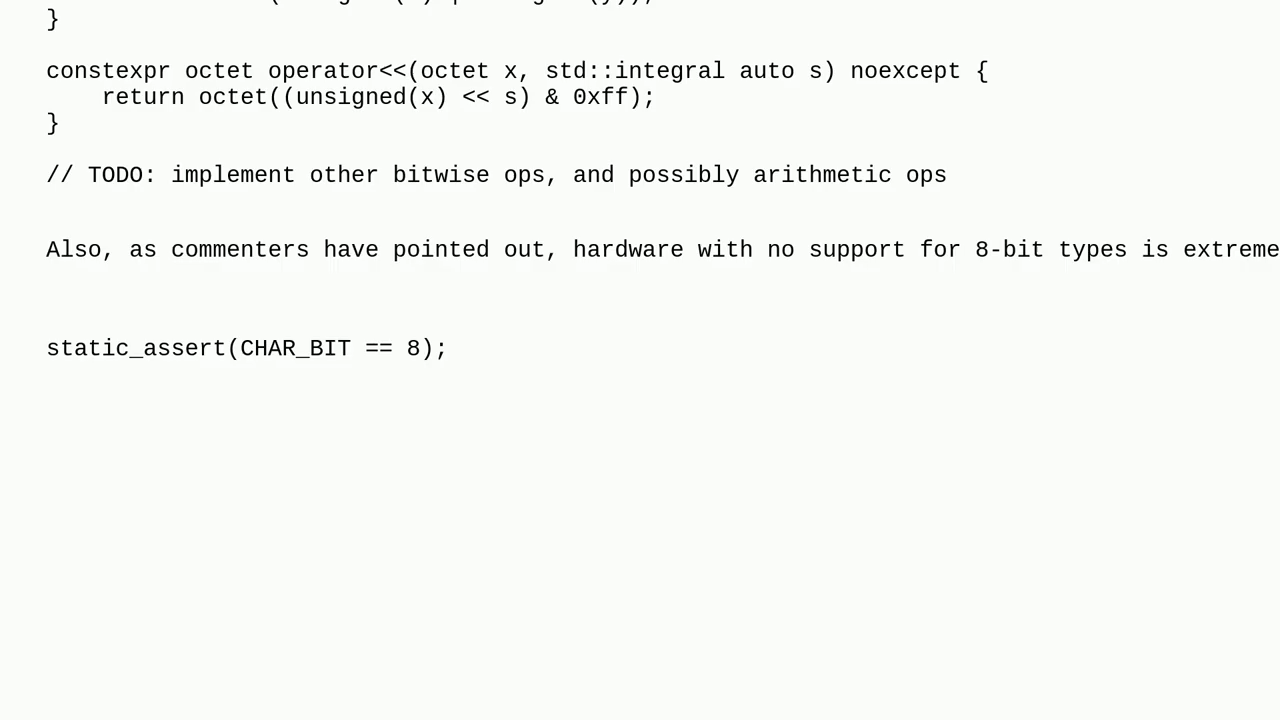 }
constexpr octet operator<<(octet x, std::integral auto s) noexcept {
    return octet((unsigned(x) << s) & 0xff);
}
// TODO: implement other bitwise ops, and possibly arithmetic ops
Also, as commenters have pointed out, hardware with no support for 8-bit types is extreme
static_assert(CHAR_BIT == 8);